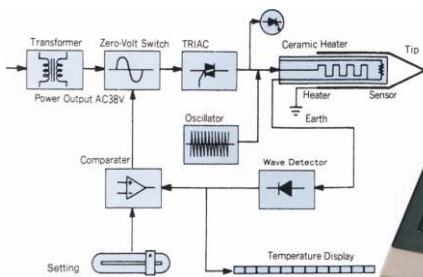 Transformer
Zero-Volt Switch
TRIAC
Ceramic Heater
Tip
Power Output AC38V
Heater
Sensor
Oscillator
Earth
Comparater
Wave Detector
Setting
Temperature Display